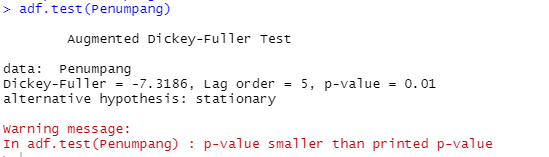 > adf.test(Penumpang)
Augmented Dickey-Fuller Test
data:  Penumpang
Dickey-Fuller = -7.3186, Lag order = 5, p-value = 0.01
alternative hypothesis: stationary
Warning message:
In adf.test(Penumpang) : p-value smaller than printed p-value
>